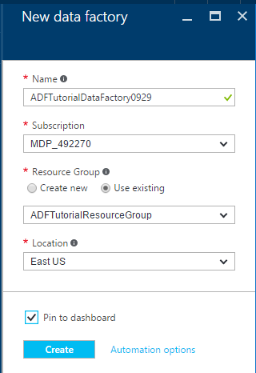 New data factory
* Name
ADFTutorialDataFactory0929
* Subscription
MDP_492270
* Resource Group
Create new Use existing
ADFTutorialResourceGroup
* Location
East US
Pin to dashboard
Create Automation options